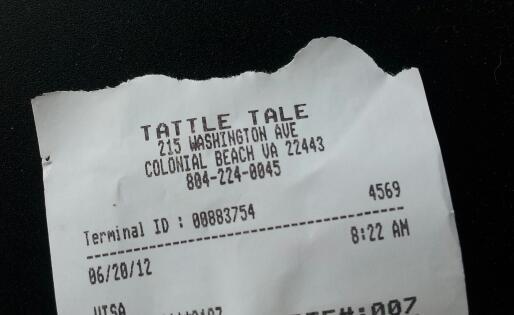 TATTLE TALE
215 WASHINGTON AVE
COLONIAL BEACH VA 22443
804-224-0045
Terminal ID : 00883754 4569
06/20/12 8:22 AM
VISA